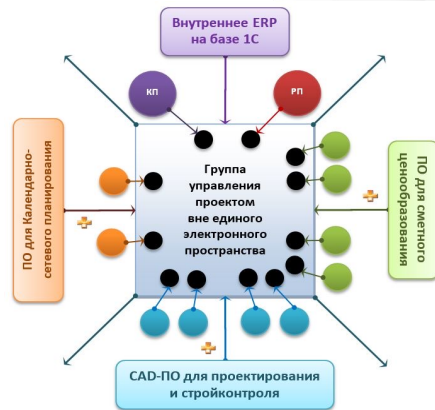 Внутреннее ERP
на базе 1С
КП
РП
ПО для Календарно-
сетевого планирования
Группа
управления
проектом
вне единого
электронного
пространства
ПО для сметного
ценообразования
CAD-ПО для проектирования
и стройконтроля